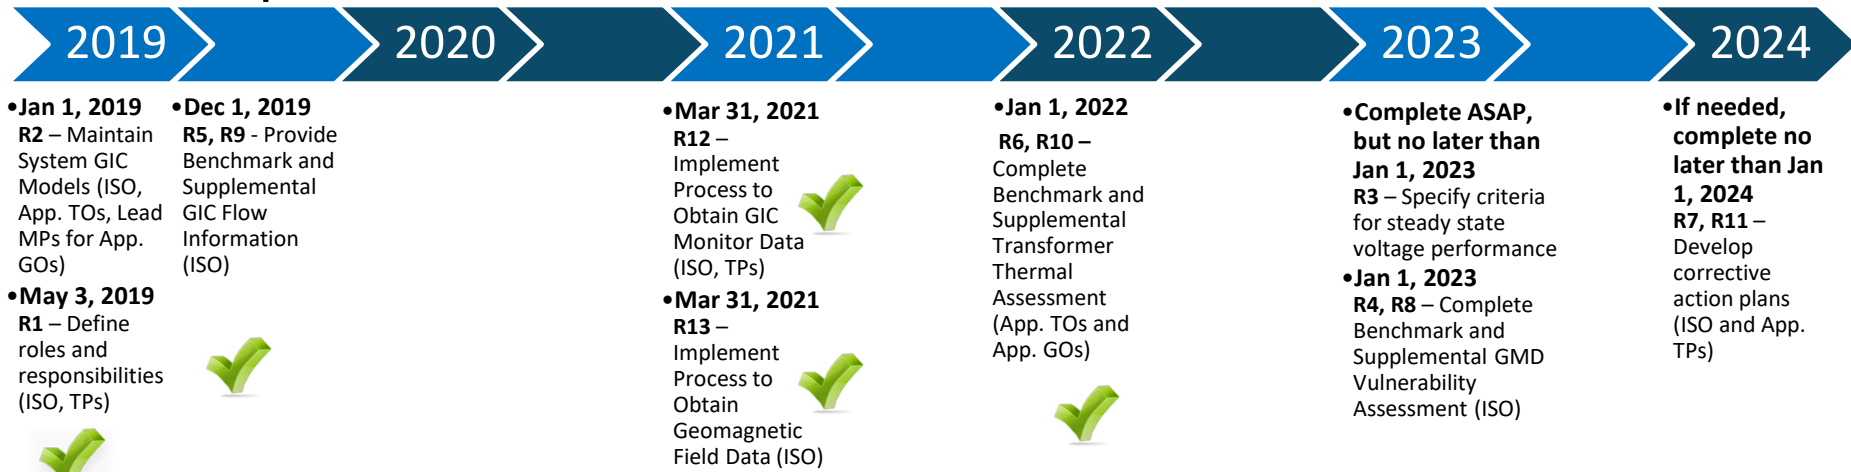 2019
2020
2021
2022
2023
2024
•Jan 1, 2019
R2 – Maintain
System GIC
Models (ISO,
App. TOs, Lead
MPs for App.
GOs)
•May 3, 2019
R1 – Define
roles and
responsibilities
(ISO, TPs)
•Dec 1, 2019
R5, R9 - Provide
Benchmark and
Supplemental
GIC Flow
Information
(ISO)
•Mar 31, 2021
R12 –
Implement
Process to
Obtain GIC
Monitor Data
(ISO, TPs)
•Mar 31, 2021
R13 –
Implement
Process to
Obtain
Geomagnetic
Field Data (ISO)
•Jan 1, 2022
R6, R10 –
Complete
Benchmark and
Supplemental
Transformer
Thermal
Assessment
(App. TOs and
App. GOs)
•Complete ASAP,
but no later than
Jan 1, 2023
R3 – Specify criteria
for steady state
voltage performance
•Jan 1, 2023
R4, R8 – Complete
Benchmark and
Supplemental GMD
Vulnerability
Assessment (ISO)
•If needed,
complete no
later than Jan
1, 2024
R7, R11 –
Develop
corrective
action plans
(ISO and App.
TPs)